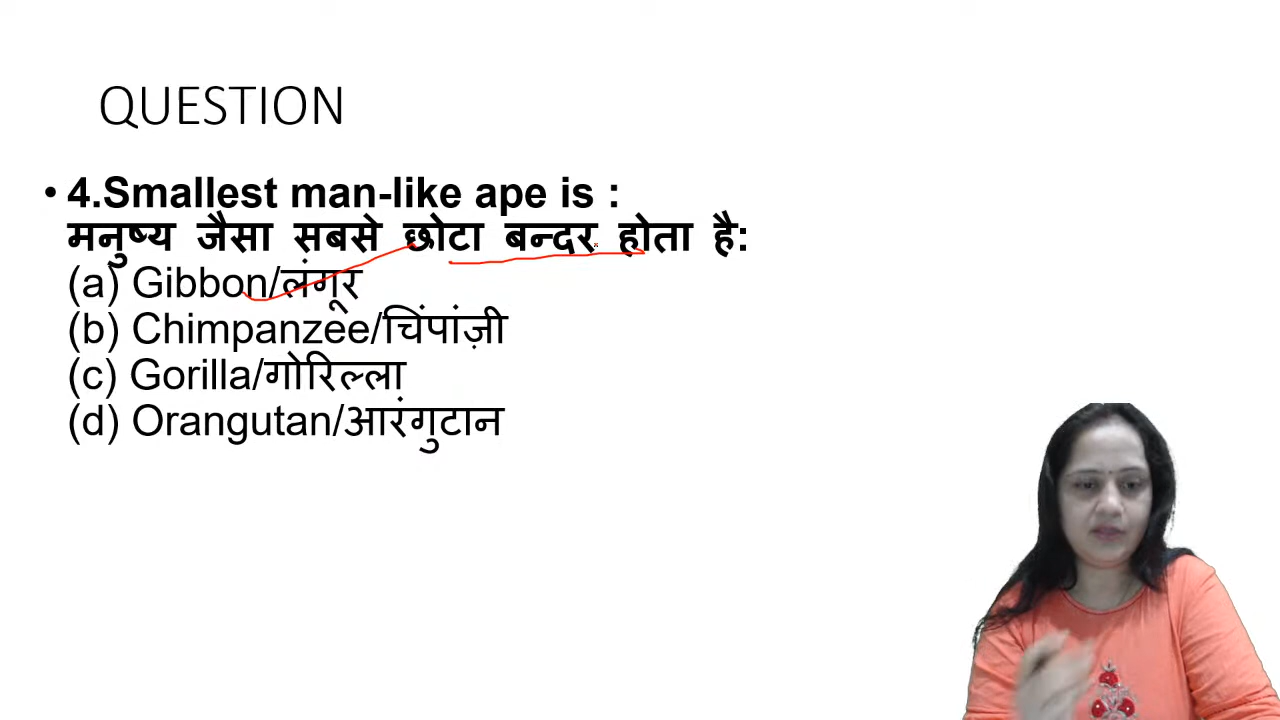 QUESTION
• 4.Smallest man-like ape is :
मनुष्य जैसा सबसे छोटा बन्दर होता है:
(a) Gibbon/लंगूर
(b) Chimpanzee/चिंपांज़ी
(c) Gorilla/गोरिल्ला
(d) Orangutan/आरंगुटान